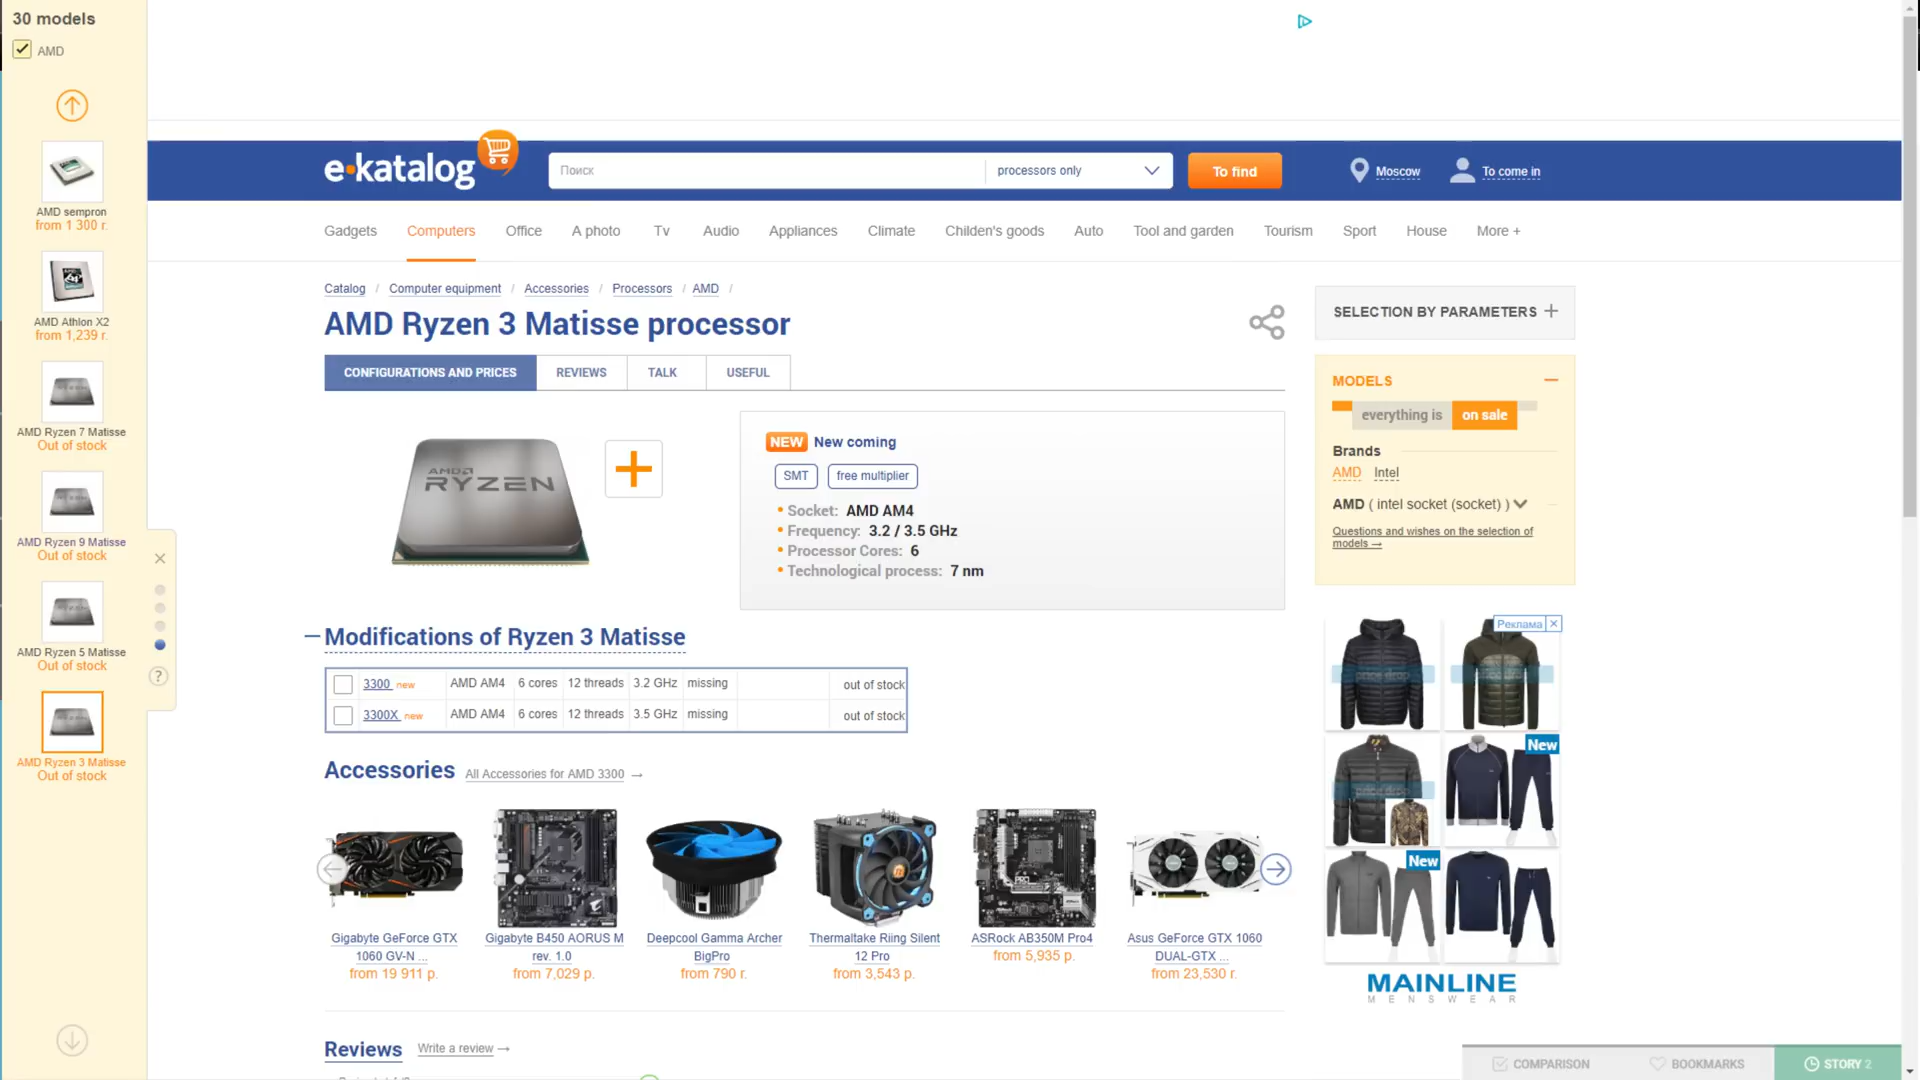 30 models
AMD
AMD sempron
from 1 300 г.
AMD Athlon X2
from 1,239 г.
AMD Ryzen 7 Matisse
Out of stock
AMD Ryzen 9 Matisse
Out of stock
AMD Ryzen 5 Matisse
Out of stock
AMD Ryzen 3 Matisse
Out of stock
?
e·katalog
Поиск
processors only
To find
Moscow
To come in
Gadgets Computers Office A photo Tv Audio Appliances Climate Childen's goods Auto Tool and garden Tourism Sport House More +
Catalog / Computer equipment / Accessories / Processors / AMD /
AMD Ryzen 3 Matisse processor
CONFIGURATIONS AND PRICES REVIEWS TALK USEFUL
AMD
RYZEN
NEW New coming
SMT free multiplier
• Socket: AMD AM4
• Frequency: 3.2 / 3.5 GHz
• Processor Cores: 6
• Technological process: 7 nm
Modifications of Ryzen 3 Matisse
3300 new AMD AM4 6 cores 12 threads 3.2 GHz missing out of stock
3300X new AMD AM4 6 cores 12 threads 3.5 GHz missing out of stock
Accessories All Accessories for AMD 3300 →
Gigabyte GeForce GTX
1060 GV-N ...
from 19 911 р.
Gigabyte B450 AORUS M
rev. 1.0
from 7,029 р.
Deepcool Gamma Archer
BigPro
from 790 г.
Thermaltake Riing Silent
12 Pro
from 3,543 р.
ASRock AB350M Pro4
from 5,935 р.
Asus GeForce GTX 1060
DUAL-GTX ...
from 23,530 г.
Reviews Write a review →
SELECTION BY PARAMETERS +
MODELS
everything is on sale
Brands
AMD Intel
AMD ( intel socket (socket) )
Questions and wishes on the selection of
models →
Реклама
price drop
price drop
price drop
New
New
MAINLINE
MENSWEAR
COMPARISON BOOKMARKS STORY 2